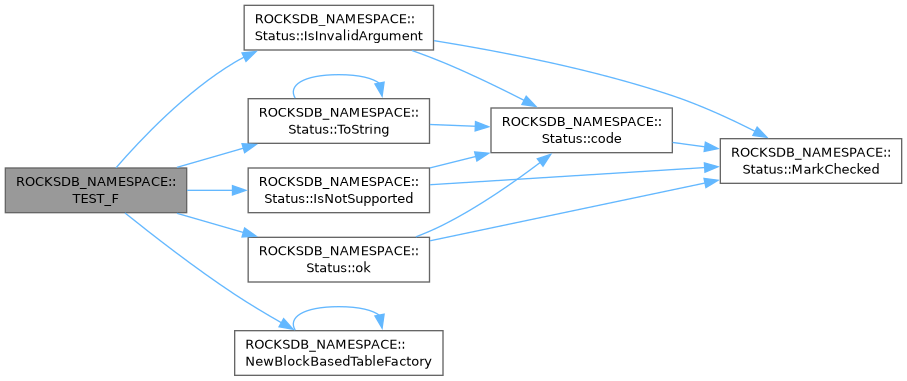 ROCKSDB_NAMESPACE::
Status::IsInvalidArgument
ROCKSDB_NAMESPACE::
Status::ToString
ROCKSDB_NAMESPACE::
Status::code
ROCKSDB_NAMESPACE::
Status::MarkChecked
ROCKSDB_NAMESPACE::
TEST_F
ROCKSDB_NAMESPACE::
Status::IsNotSupported
ROCKSDB_NAMESPACE::
Status::ok
ROCKSDB_NAMESPACE::
NewBlockBasedTableFactory